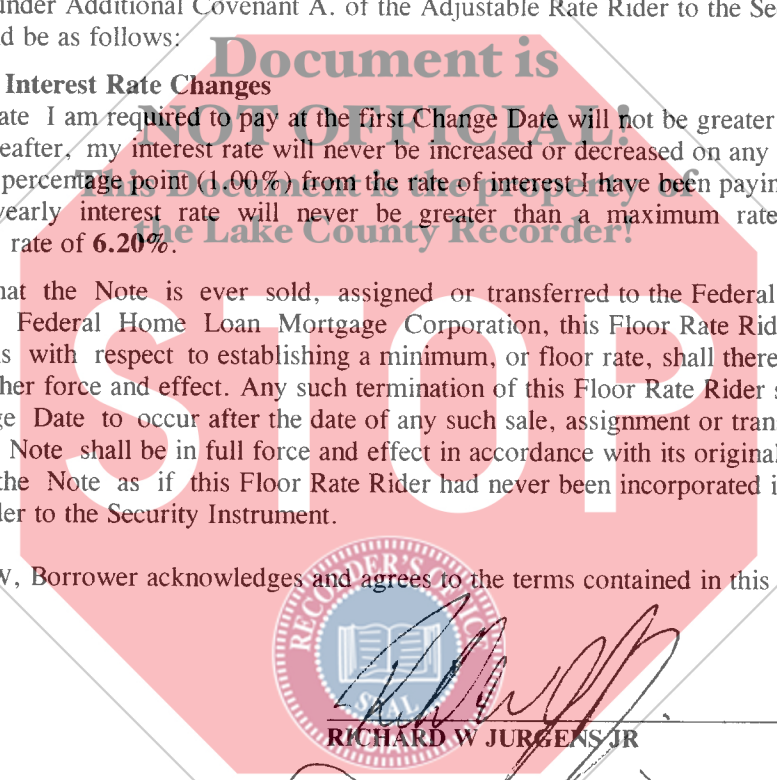 under Additional Covenant A. of the Adjustable Rate Rider to the Se
d be as follows:
Document is
Interest Rate Changes
ate I am required to pay at the first Change Date will not be greater
NOT OFFICIAL!
eafter, my interest rate will never be increased or decreased on any
percentage point (1.00%) from the rate of interest I have been payin
This Document is the property of
yearly interest rate will never be greater than a maximum rate
the Lake County Recorder!
rate of 6.20%.
hat the Note is ever sold, assigned or transferred to the Federal
Federal Home Loan Mortgage Corporation, this Floor Rate Rid
s with respect to establishing a minimum, or floor rate, shall there
her force and effect. Any such termination of this Floor Rate Rider s
ge Date to occur after the date of any such sale, assignment or tran
STOP
Note shall be in full force and effect in accordance with its original
the Note as if this Floor Rate Rider had never been incorporated i
der to the Security Instrument.
W, Borrower acknowledges and agrees to the terms contained in this
RECORDER'S OFFICE
SEAL
RICHARD W JURGENS JR